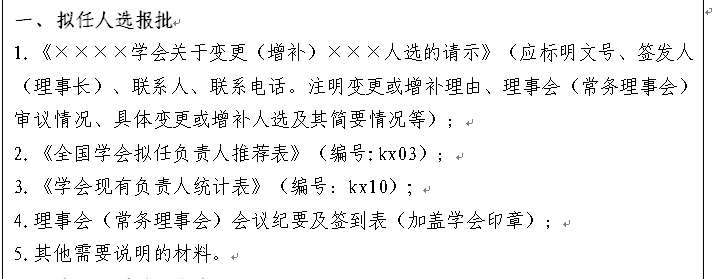 一、拟任人选报批
1.《××××学会关于变更（增补）×××人选的请示》（应标明文号、签发人
（理事长）、联系人、联系电话。注明变更或增补理由、理事会（常务理事会）
审议情况、具体变更或增补人选及其简要情况等）；
2.《全国学会拟任负责人推荐表》（编号:kx03）；
3.《学会现有负责人统计表》（编号：kx10）；
4.理事会（常务理事会）会议纪要及签到表（加盖学会印章）；
5.其他需要说明的材料。